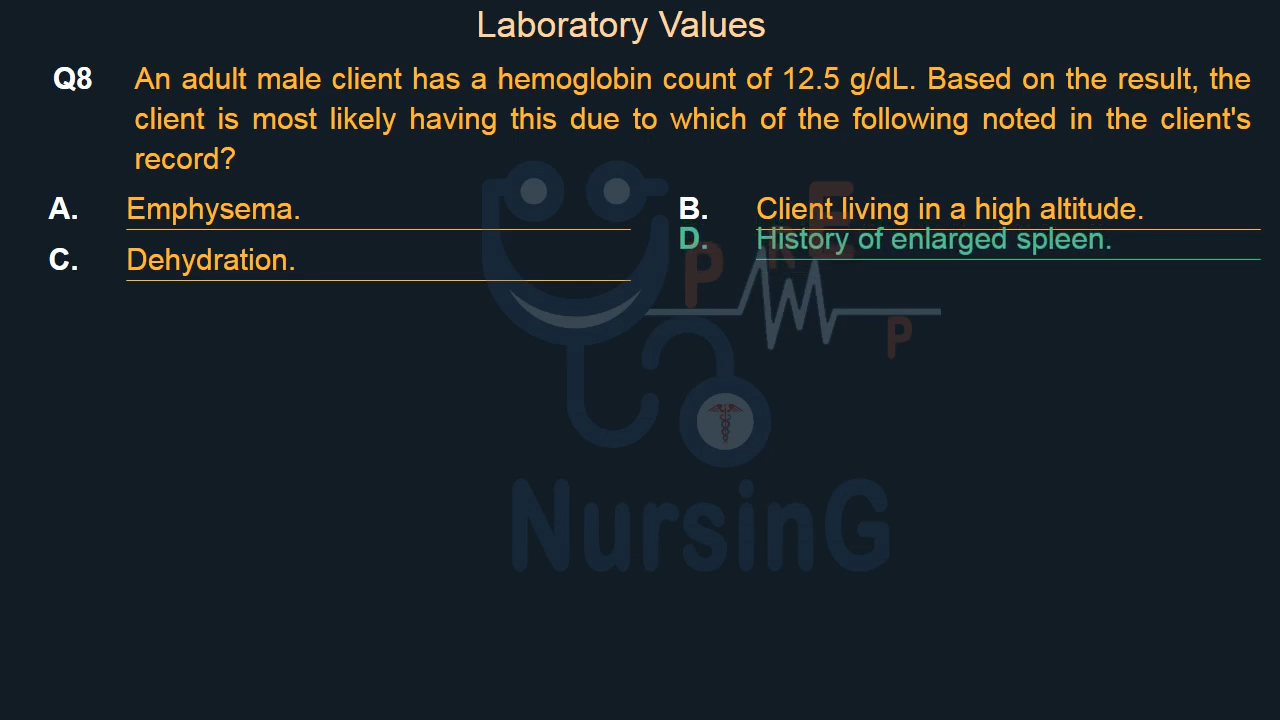 Laboratory Values
Q8 An adult male client has a hemoglobin count of 12.5 g/dL. Based on the result, the
client is most likely having this due to which of the following noted in the client's
record?
A. Emphysema.
B. Client living in a high altitude.
C. Dehydration.
D. History of enlarged spleen.
PREP
NursinG